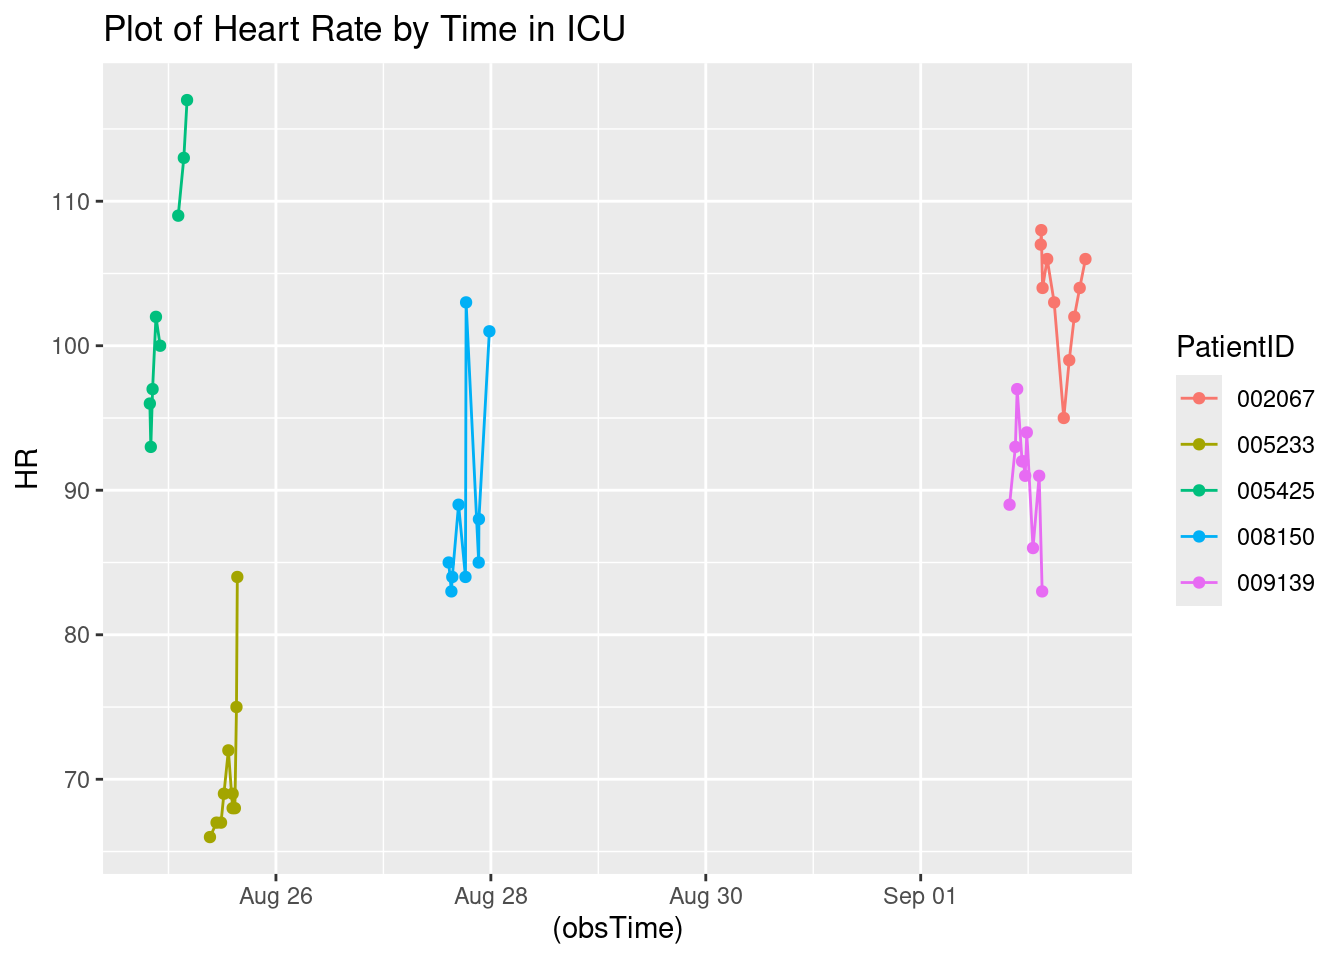 Plot of Heart Rate by Time in ICU
110
100
90
80
70
HR
Aug 26
Aug 28
Aug 30
Sep 01
(obsTime)
PatientID
002067
005233
005425
008150
009139